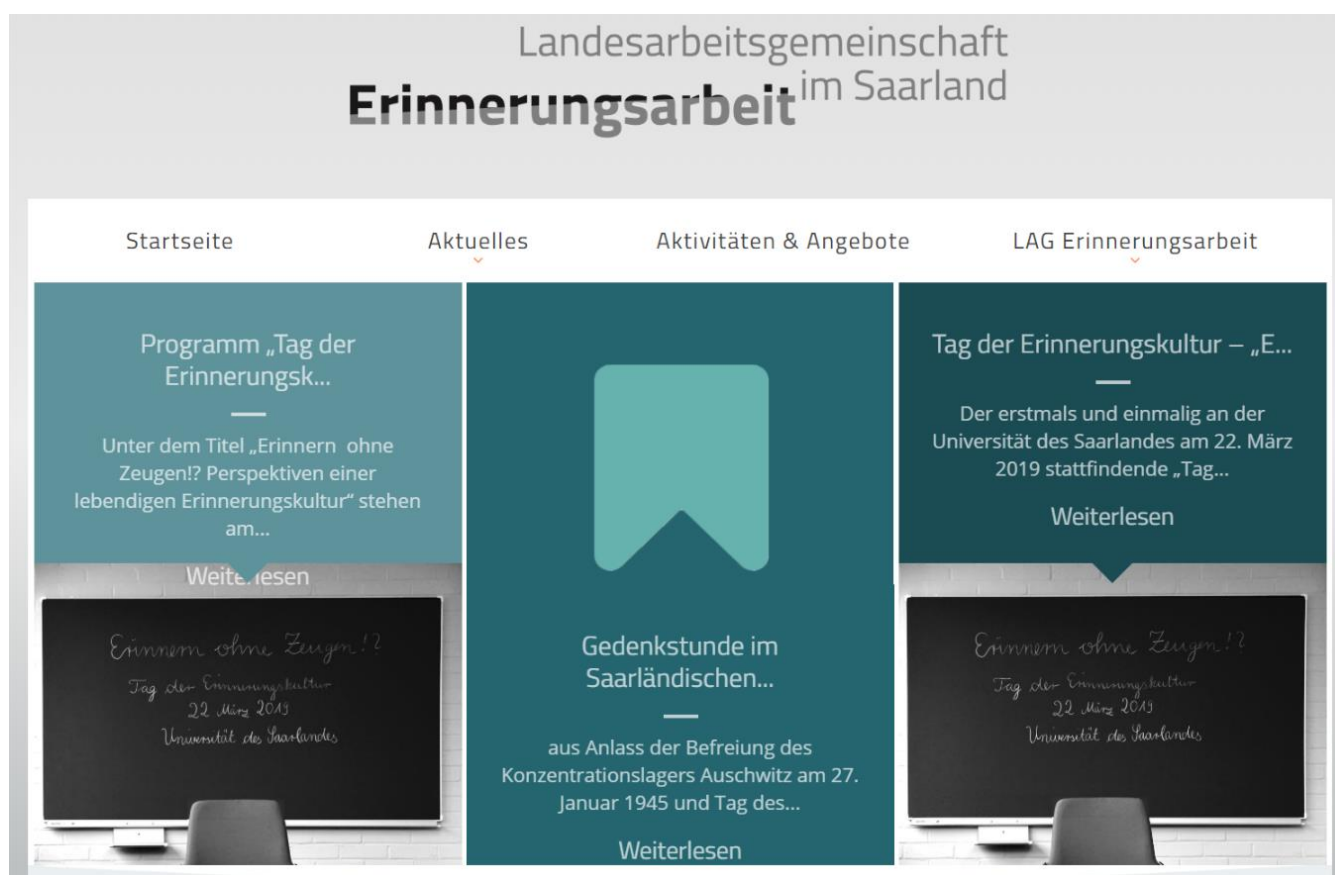 Landesarbeitsgemeinschaft
Erinnerungsarbeit im Saarland
Startseite
Aktuelles
Aktivitäten & Angebote
LAG Erinnerungsarbeit
Programm „Tag der
Erinnerungsk...
Unter dem Titel „Erinnern ohne
Zeugen!? Perspektiven einer
lebendigen Erinnerungskultur“ stehen
am...
Weiterlesen
Erinnern ohne Zeugen!?
Tag der Erinnerungskultur
22 März 2019
Universität des Saarlandes
Gedenkstunde im
Saarländischen...
aus Anlass der Befreiung des
Konzentrationslagers Auschwitz am 27.
Januar 1945 und Tag des...
Weiterlesen
Tag der Erinnerungskultur – „E...
Der erstmals und einmalig an der
Universität des Saarlandes am 22. März
2019 stattfindende „Tag...
Weiterlesen
Erinnern ohne Zeugen!?
Tag der Erinnerungskultur
22 März 2019
Universität des Saarlandes